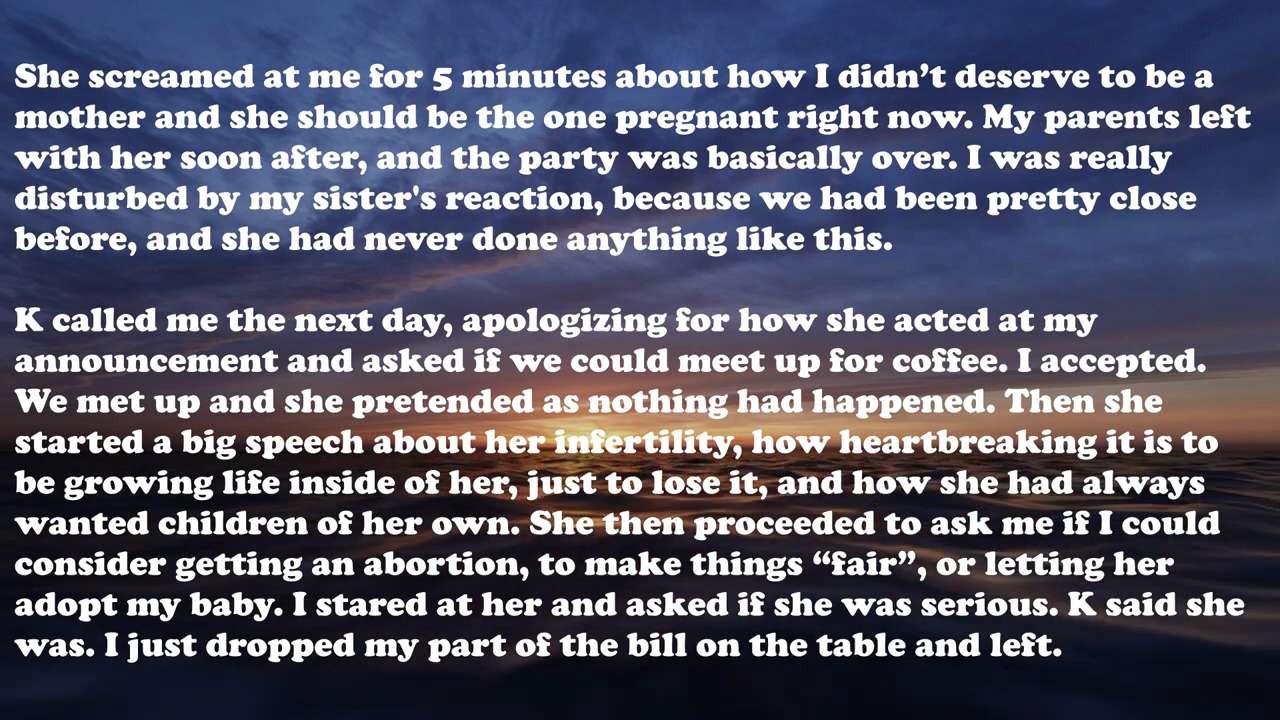 She screamed at me for 5 minutes about how I didn’t deserve to be a
mother and she should be the one pregnant right now. My parents left
with her soon after, and the party was basically over. I was really
disturbed by my sister's reaction, because we had been pretty close
before, and she had never done anything like this.
K called me the next day, apologizing for how she acted at my
announcement and asked if we could meet up for coffee. I accepted.
We met up and she pretended as nothing had happened. Then she
started a big speech about her infertility, how heartbreaking it is to
be growing life inside of her, just to lose it, and how she had always
wanted children of her own. She then proceeded to ask me if I could
consider getting an abortion, to make things “fair”, or letting her
adopt my baby. I stared at her and asked if she was serious. K said she
was. I just dropped my part of the bill on the table and left.